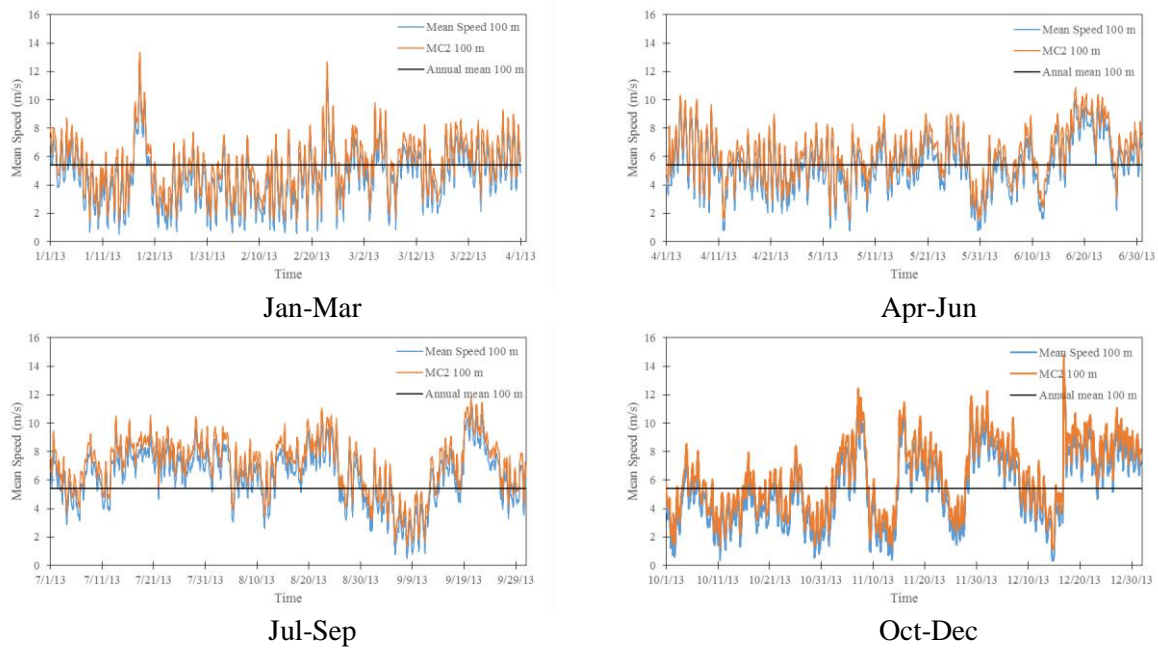 16
14
12
10
8
6
4
2
0
Mean Speed (m/s)
Mean Speed 100 m
MC2 100 m
Annual mean 100 m
1/1/13 1/11/13 1/21/13 1/31/13 2/10/13 2/20/13 3/2/13 3/12/13 3/22/13 4/1/13
Time
Jan-Mar
16
14
12
10
8
6
4
2
0
Mean Speed (m/s)
Mean Speed 100 m
MC2 100 m
Annal mean 100 m
4/1/13 4/11/13 4/21/13 5/1/13 5/11/13 5/21/13 5/31/13 6/10/13 6/20/13 6/30/13
Time
Apr-Jun
16
14
12
10
8
6
4
2
0
Mean Speed (m/s)
Mean Speed 100 m
MC2 100 m
Annual mean 100 m
7/1/13 7/11/13 7/21/13 7/31/13 8/10/13 8/20/13 8/30/13 9/9/13 9/19/13 9/29/13
Time
Jul-Sep
16
14
12
10
8
6
4
2
0
Mean Speed (m/s)
Mean Speed 100 m
MC2 100 m
Annual mean 100 m
10/1/13 10/11/13 10/21/13 10/31/13 11/10/13 11/20/13 11/30/13 12/10/13 12/20/13 12/30/13
Time
Oct-Dec